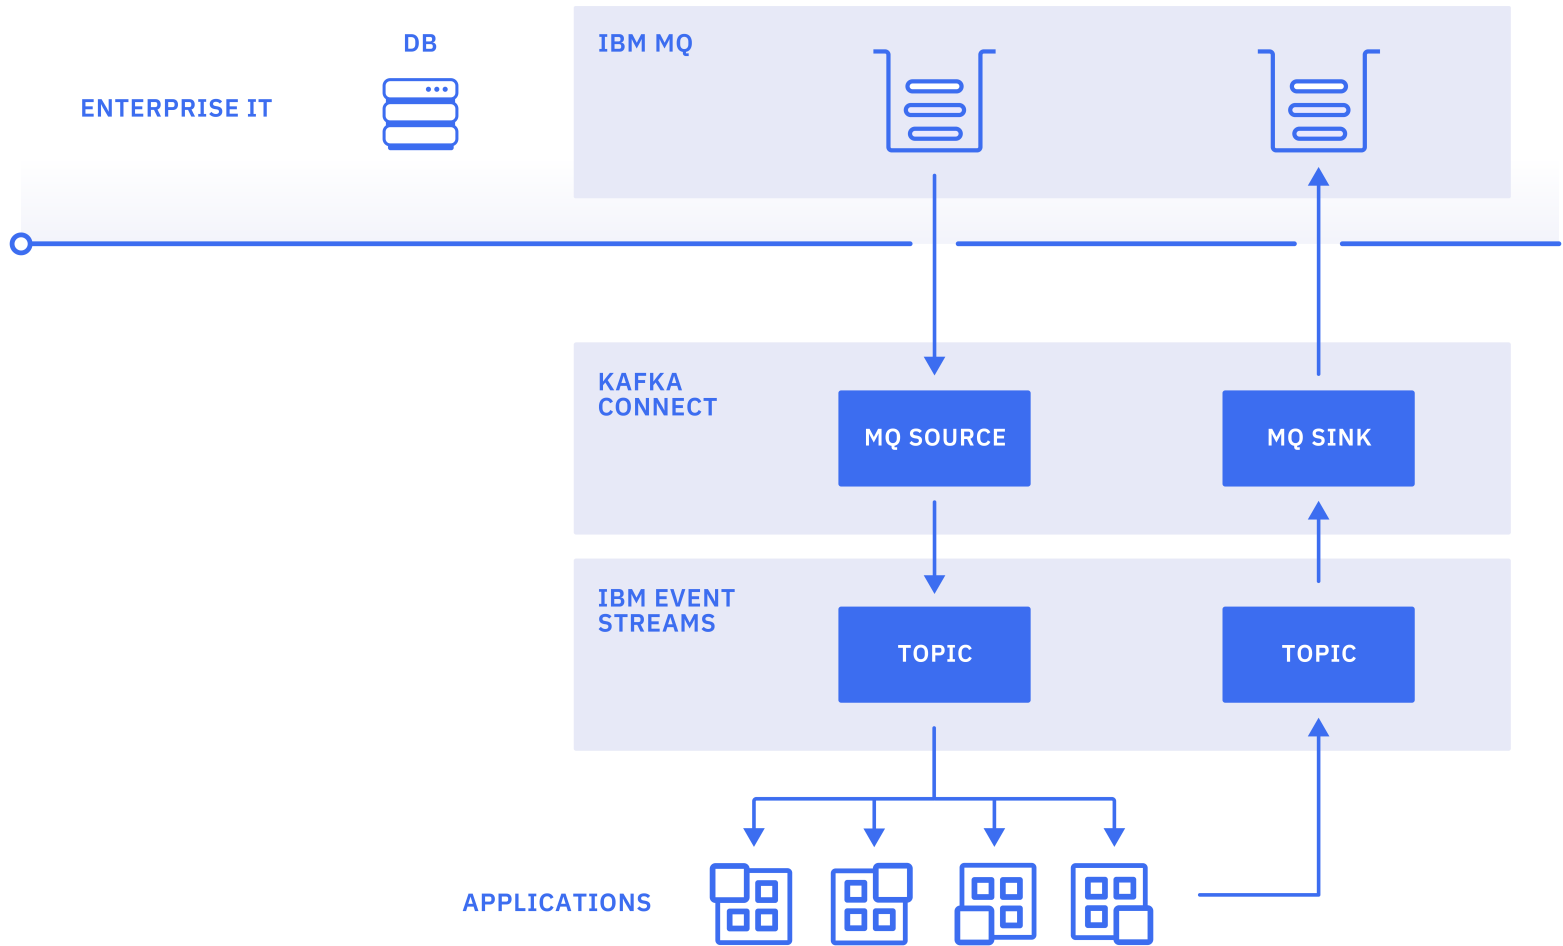 DB
IBM MQ
ENTERPRISE IT
KAFKA
CONNECT
MQ SOURCE
MQ SINK
IBM EVENT
STREAMS
TOPIC
TOPIC
APPLICATIONS